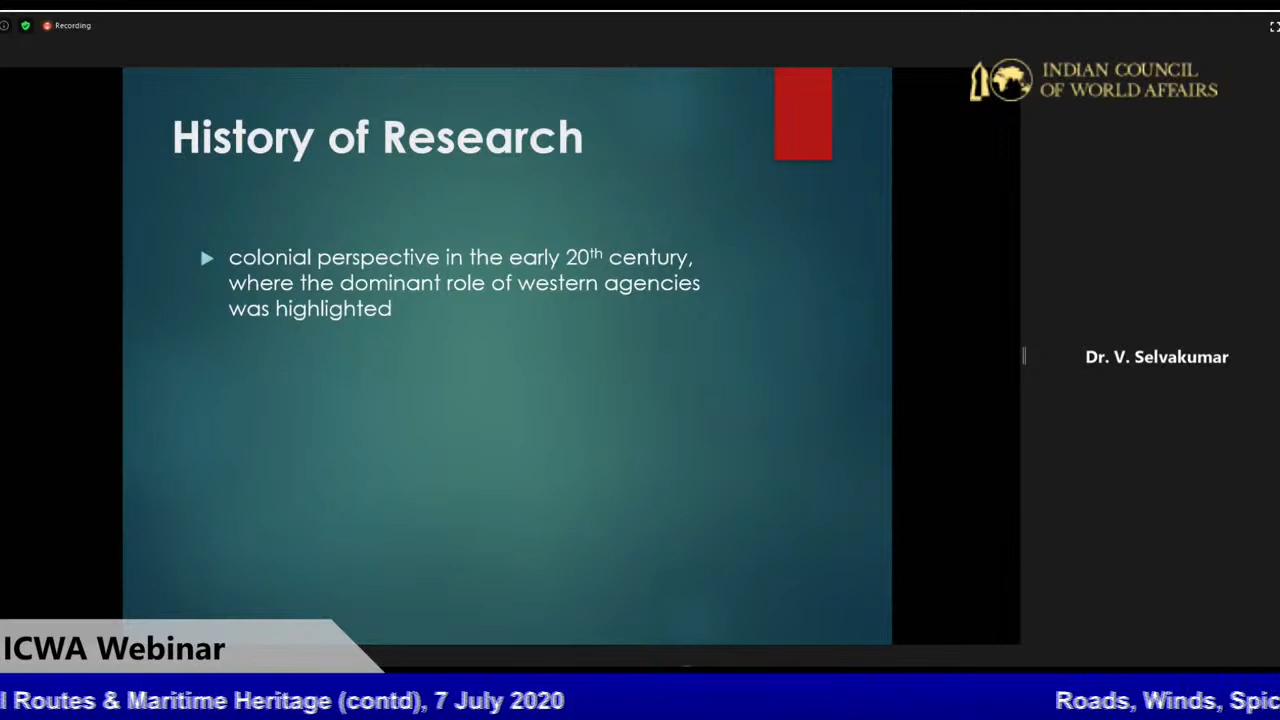 Recording
INDIAN COUNCIL
OF WORLD AFFAIRS
History of Research
colonial perspective in the early 20th century,
where the dominant role of western agencies
was highlighted
Dr. V. Selvakumar
ICWA Webinar
l Routes & Maritime Heritage (contd), 7 July 2020
Roads, Winds, Spic